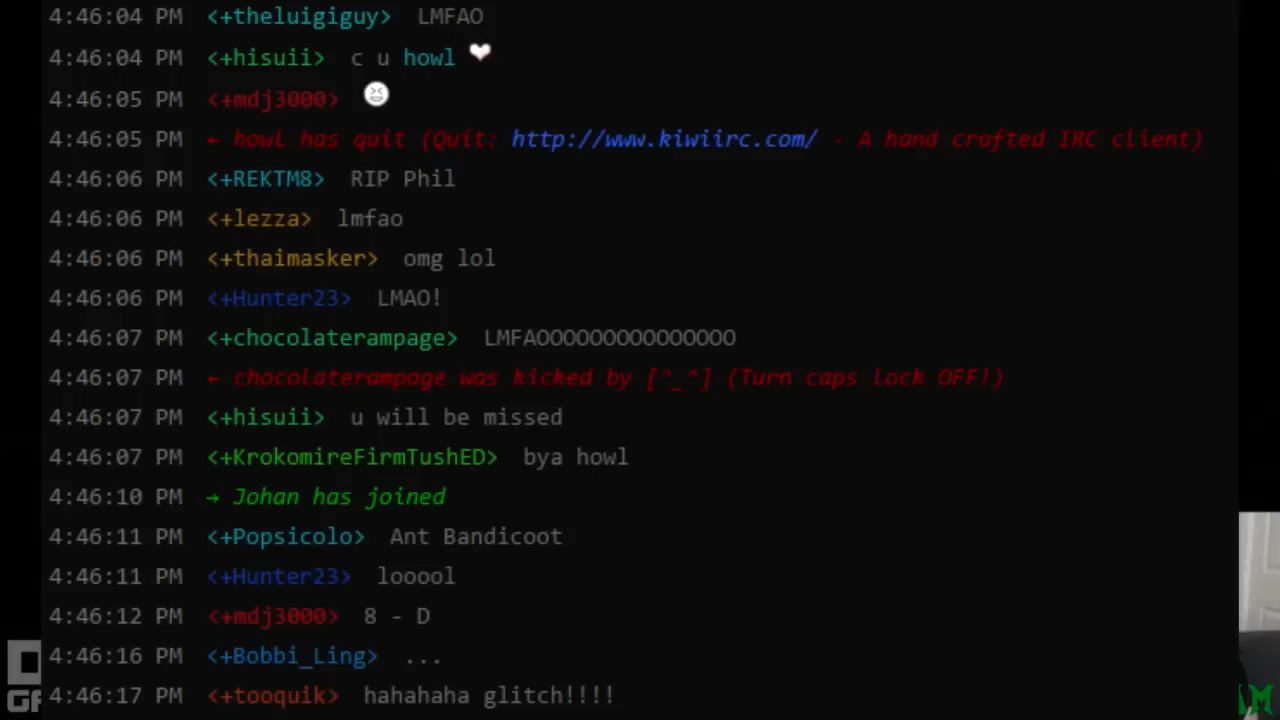 4:46:04 PM <+theluigiguy> LMFAO
4:46:04 PM <+hisuii> c u howl ❤
4:46:05 PM <+mdj3000> 😆
4:46:05 PM ← howl has quit (Quit: http://www.kiwiirc.com/ - A hand crafted IRC client)
4:46:06 PM <+REKTM8> RIP Phil
4:46:06 PM <+lezza> lmfao
4:46:06 PM <+thaimasker> omg lol
4:46:06 PM <+Hunter23> LMAO!
4:46:07 PM <+chocolaterampage> LMFAOOOOOOOOOOOOOOO
4:46:07 PM ← chocolaterampage was kicked by [^_^] (Turn caps lock OFF!)
4:46:07 PM <+hisuii> u will be missed
4:46:07 PM <+KrokomireFirmTushED> bya howl
4:46:10 PM → Johan has joined
4:46:11 PM <+Popsicolo> Ant Bandicoot
4:46:11 PM <+Hunter23> looool
4:46:12 PM <+mdj3000> 8 - D
4:46:16 PM <+Bobbi_Ling> ...
4:46:17 PM <+tooquik> hahahaha glitch!!!!